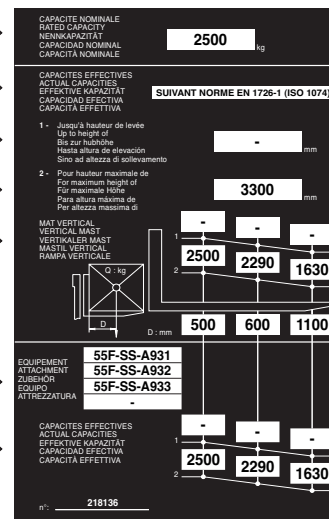 CAPACITE NOMINALE
RATED CAPACITY
NENNKAPAZITÄT
CAPACIDAD NOMINAL
CAPACITÀ NOMINALE
2500 kg
CAPACITES EFFECTIVES
ACTUAL CAPACITIES
EFFEKTIVE KAPAZITÄT
CAPACIDAD EFECTIVA
CAPACITÀ EFFETTIVA
SUIVANT NORME EN 1726-1 (ISO 1074)
1 - Jusqu'à hauteur de levée
Up to height of
Bis zur hubhöhe
Hasta altura de elevación
Sino ad altezza di sollevamento
- mm
2 - Pour hauteur maximale de
For maximum height of
Für maximale Höhe
Para altura máxima de
Per altezza massima di
3300 mm
MAT VERTICAL
VERTICAL MAST
VERTIKALER MAST
MASTIL VERTICAL
RAMPA VERTICALE
- - -
1
2500 2290 1630
2
Q : kg
D
D : mm
500 600 1100
EQUIPEMENT
ATTACHMENT
ZUBEHÖR
EQUIPO
ATTREZZATURA
55F-SS-A931
55F-SS-A932
55F-SS-A933
-
CAPACITES EFFECTIVES
ACTUAL CAPACITIES
EFFEKTIVE KAPAZITÄT
CAPACIDAD EFECTIVA
CAPACITÀ EFFETTIVA
- - -
1
2500 2290 1630
2
n°: 218136